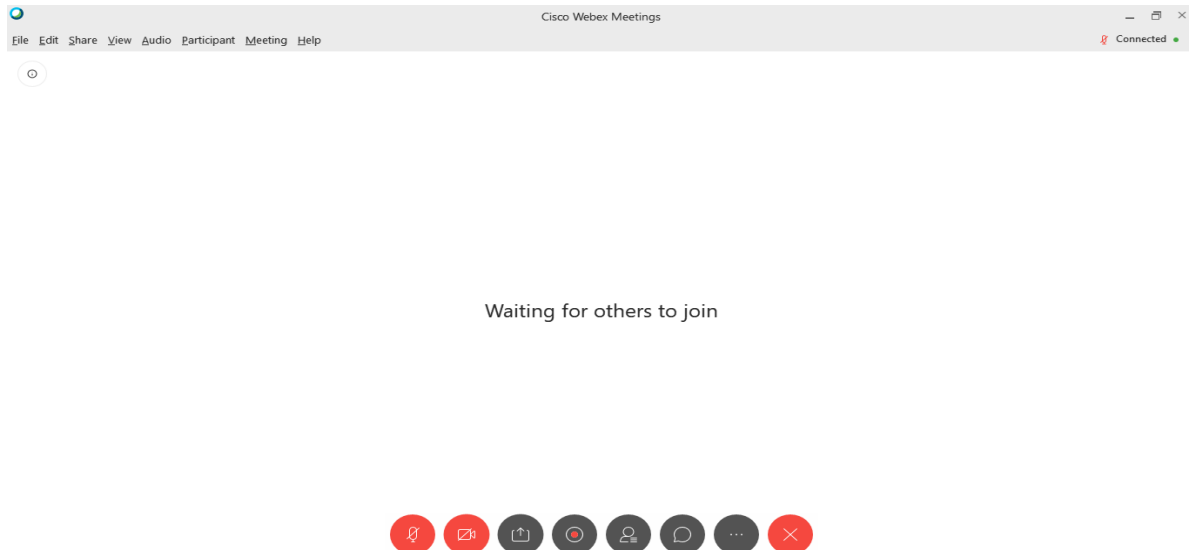 Cisco Webex Meetings
File Edit Share View Audio Participant Meeting Help Connected
Waiting for others to join